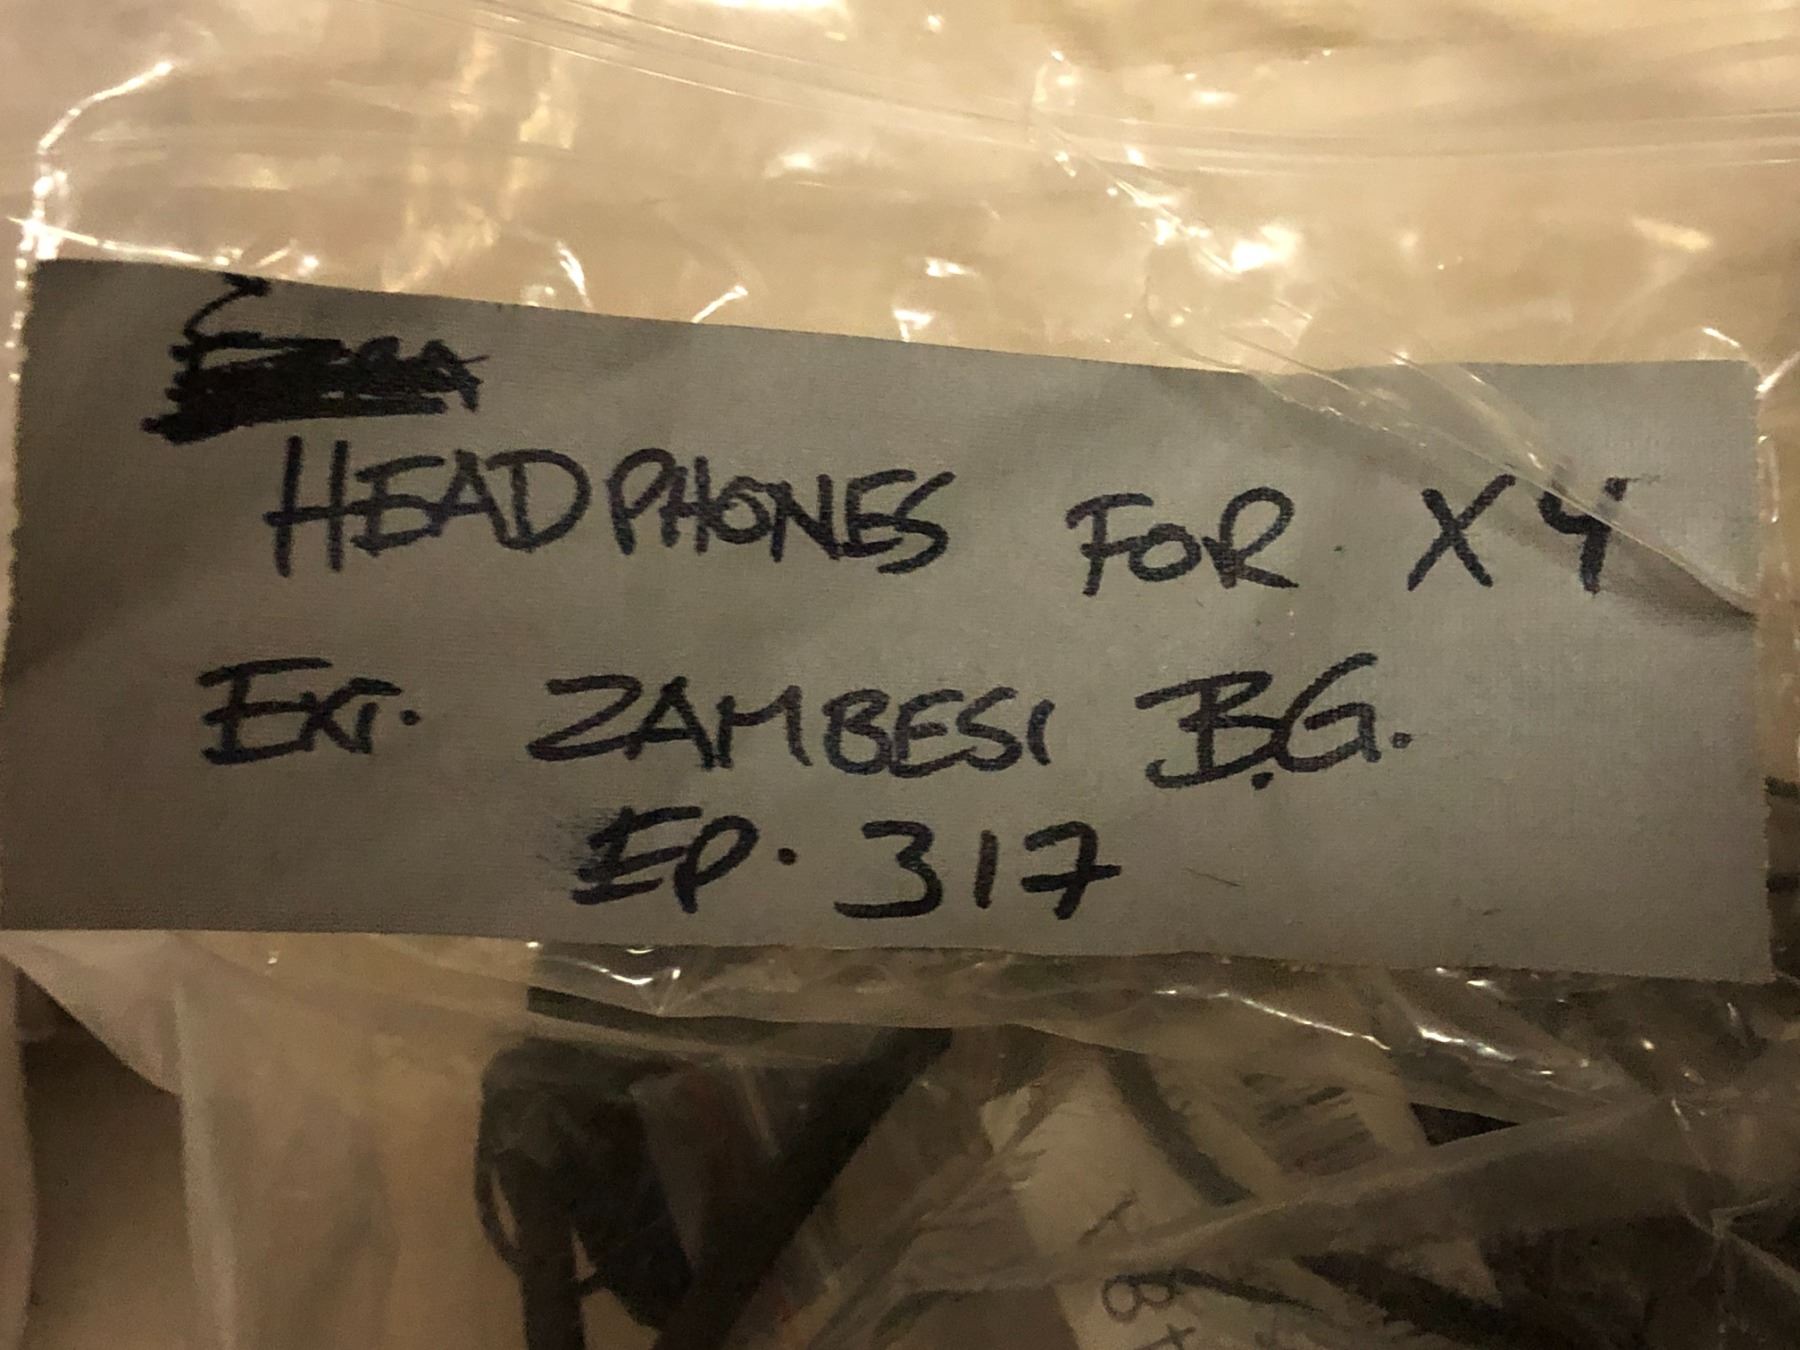 HEADPHONES FOR X4
EXT. ZAMBESI B.G.
EP. 317